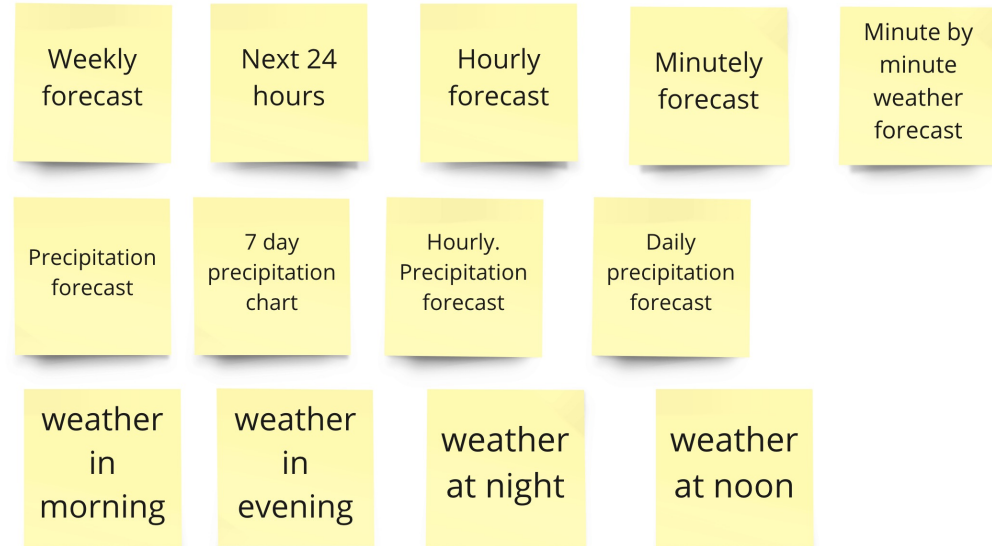 Weekly
forecast
Next 24
hours
Hourly
forecast
Minutely
forecast
Minute by
minute
weather
forecast
Precipitation
forecast
7 day
precipitation
chart
Hourly.
Precipitation
forecast
Daily
precipitation
forecast
weather
in
morning
weather
in
evening
weather
at night
weather
at noon